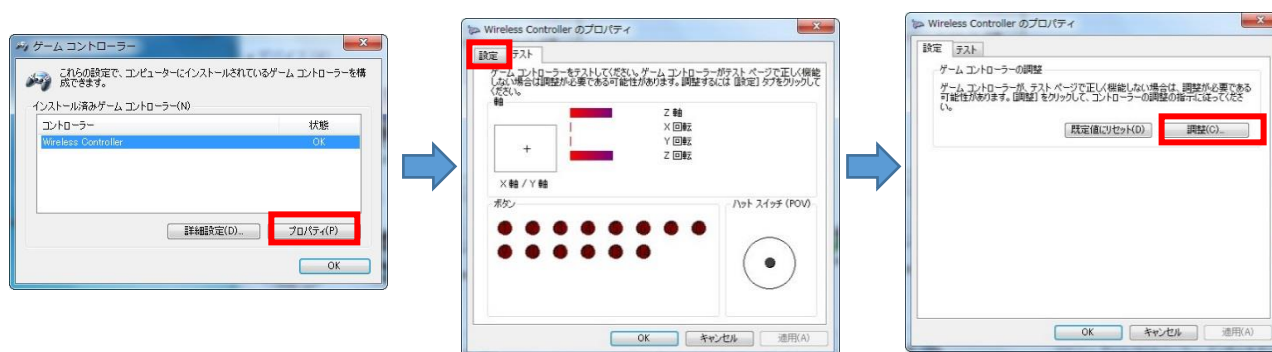 ゲーム コントローラー
これらの設定で、コンピューターにインストールされているゲーム コントローラーを構
成できます。
インストール済みゲーム コントローラー(N)
コントローラー 状態
Wireless Controller OK
詳細設定(D)... プロパティ(P)
OK
Wireless Controller のプロパティ
設定 テスト
ゲーム コントローラーをテストしてください。ゲーム コントローラーがテスト ページで正しく機能
しない場合は調整が必要である可能性があります。調整するには [設定] タブをクリックして
ください。
軸
Z 軸
X 回転
Y 回転
Z 回転
X 軸 / Y 軸
ボタン
ハット スイッチ (POV)
OK キャンセル 適用(A)
Wireless Controller のプロパティ
設定 テスト
ゲーム コントローラーの調整
ゲーム コントローラーが、テスト ページで正しく機能しない場合は、調整が必要である
可能性があります。[調整] をクリックして、コントローラーの調整の指示に従ってくださ
い。
既定値にリセット(D) 調整(C)...
OK キャンセル 適用(A)